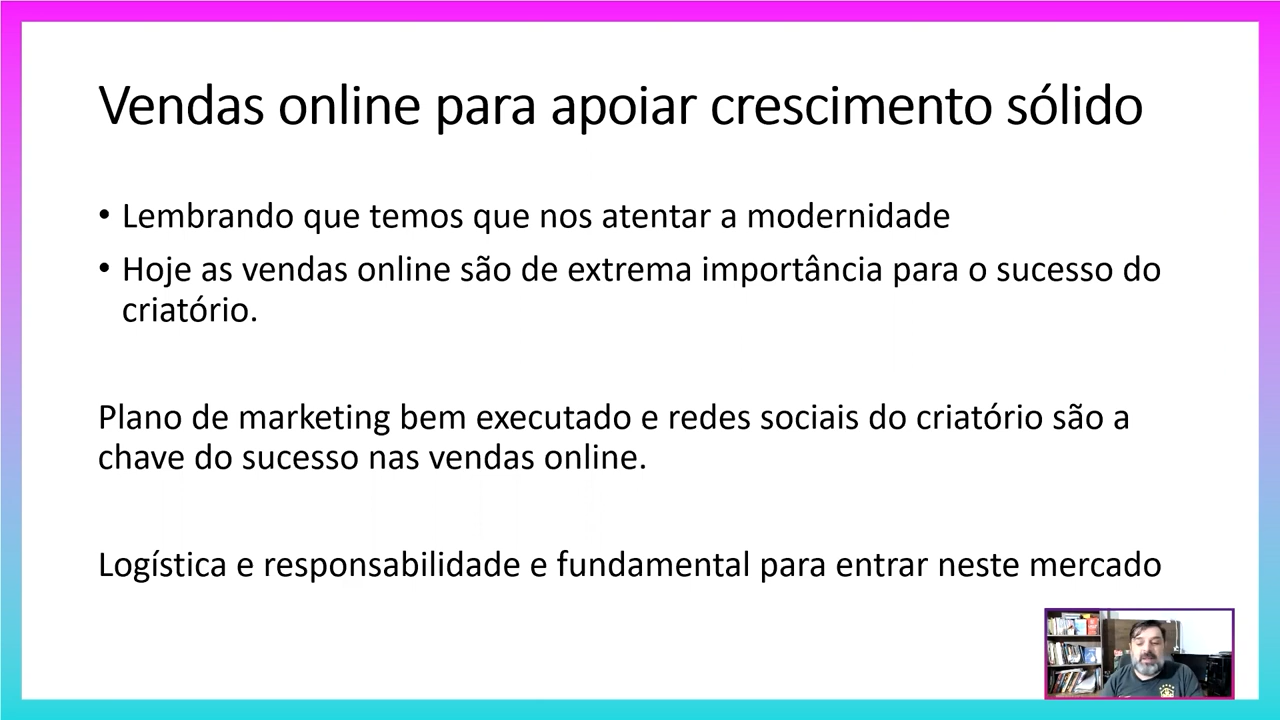 Vendas online para apoiar crescimento sólido
• Lembrando que temos que nos atentar a modernidade
• Hoje as vendas online são de extrema importância para o sucesso do
criatório.
Plano de marketing bem executado e redes sociais do criatório são a
chave do sucesso nas vendas online.
Logística e responsabilidade e fundamental para entrar neste mercado